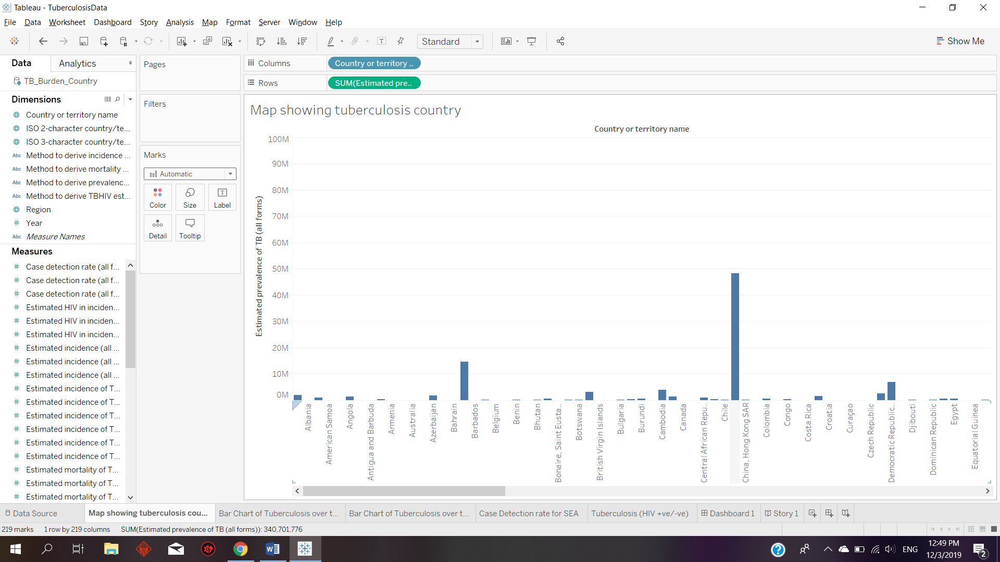 Tableau - TuberculosisData
File Data Worksheet Dashboard Story Analysis Map Format Server Window Help
Standard
Show Me
Data
Analytics
TB_Burden_Country
Dimensions
Country or territory name
ISO 2-character country/te...
ISO 3-character country/te...
Method to derive incidence ...
Method to derive mortality ...
Method to derive prevalenc...
Method to derive TBHIV est...
Region
Year
Measure Names
Measures
Case detection rate (all f...
Case detection rate (all f...
Case detection rate (all f...
Estimated HIV in inciden...
Estimated HIV in inciden...
Estimated HIV in inciden...
Estimated incidence (all ...
Estimated incidence (all ...
Estimated incidence (all ...
Estimated incidence of T...
Estimated incidence of T...
Estimated incidence of T...
Estimated incidence of T...
Estimated incidence of T...
Estimated incidence of T...
Estimated mortality of T...
Estimated mortality of T...
Estimated mortality of T...
Pages
Filters
Marks
Automatic
Color
Size
Label
Detail
Tooltip
Columns
Country or territory ..
Rows
SUM(Estimated pre..
Map showing tuberculosis country
Country or territory name
Estimated prevalence of TB (all forms)
100M
90M
80M
70M
60M
50M
40M
30M
20M
10M
0M
Albania
American Samoa
Angola
Antigua and Barbuda
Armenia
Australia
Azerbaijan
Bahrain
Barbados
Belgium
Benin
Bhutan
Bonaire, Saint Eusta..
Botswana
British Virgin Islands
Bulgaria
Burundi
Cambodia
Canada
Central African Repu..
Chile
China, Hong Kong SAR
Colombia
Congo
Costa Rica
Croatia
Curaçao
Czech Republic
Democratic Republic..
Djibouti
Dominican Republic
Egypt
Equatorial Guinea
Data Source
Map showing tuberculosis cou...
Bar Chart of Tuberculosis over t...
Bar Chart of Tuberculosis over t...
Case Detection rate for SEA
Tuberculosis (HIV +ve/-ve)
Dashboard 1
Story 1
219 marks
1 row by 219 columns
SUM(Estimated prevalence of TB (all forms)): 340,701,776
ENG
12:49 PM
12/3/2019
2